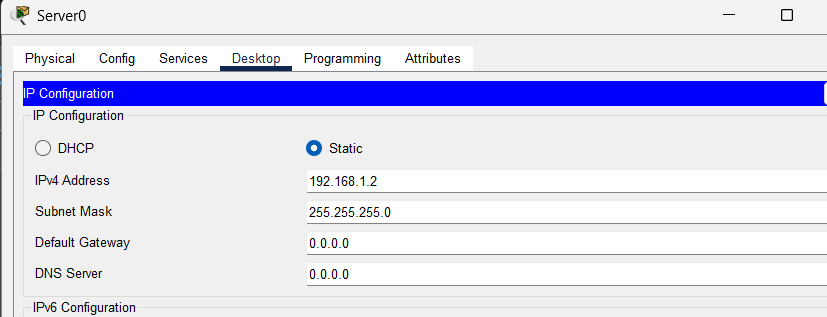 Server0
Physical Config Services Desktop Programming Attributes
IP Configuration
IP Configuration
DHCP Static
IPv4 Address 192.168.1.2
Subnet Mask 255.255.255.0
Default Gateway 0.0.0.0
DNS Server 0.0.0.0
IPv6 Configuration